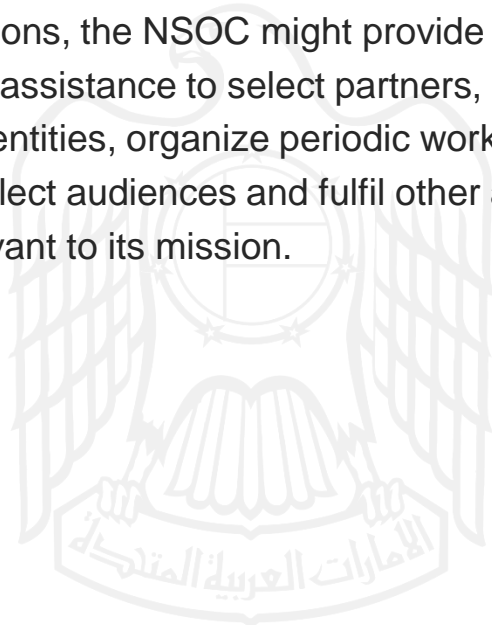 ons, the NSOC might provide
assistance to select partners,
entities, organize periodic work
lect audiences and fulfil other a
vant to its mission.
الإمارات العربية المتحدة